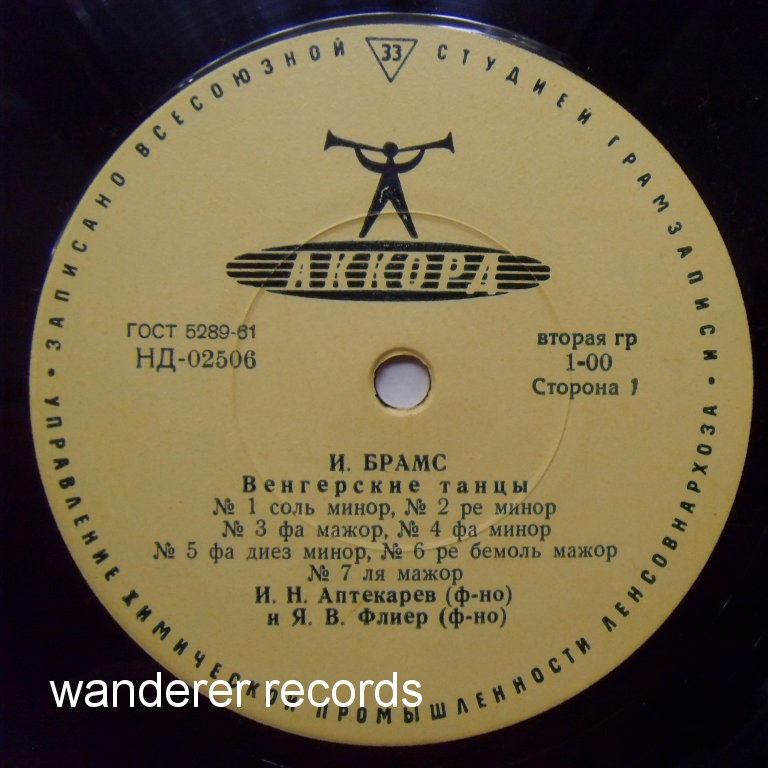 • ЗАПИСАНО ВСЕСОЮЗНОЙ СТУДИЕЙ ГРАМЗАПИСИ •
33
АККОРД
ГОСТ 5289-61
НД-02506
вторая гр
1-00
Сторона 1
И. БРАМС
Венгерские танцы
№ 1 соль минор, № 2 ре минор
№ 3 фа мажор, № 4 фа минор
№ 5 фа диез минор, № 6 ре бемоль мажор
№ 7 ля мажор
И. Н. Аптекарев (ф-но)
и Я. В. Флиер (ф-но)
УПРАВЛЕНИЕ ХИМИЧЕСКОЙ ПРОМЫШЛЕННОСТИ ЛЕНСОВНАРХОЗА
wanderer records